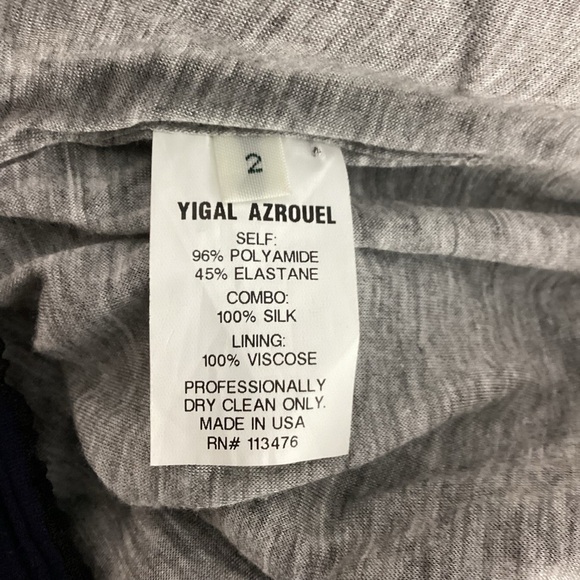 2
YIGAL AZROUEL
SELF:
96% POLYAMIDE
45% ELASTANE
COMBO:
100% SILK
LINING:
100% VISCOSE
PROFESSIONALLY
DRY CLEAN ONLY.
MADE IN USA
RN# 113476